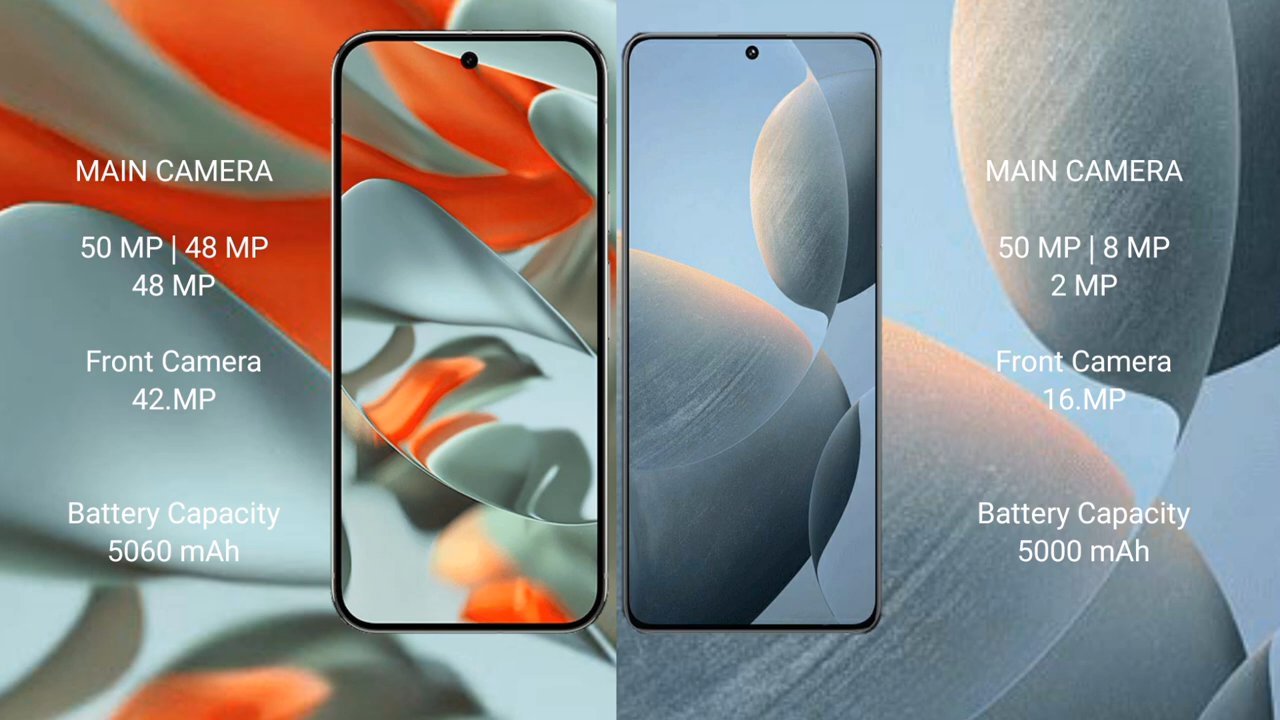 MAIN CAMERA
50 MP | 48 MP
48 MP
Front Camera
42.MP
Battery Capacity
5060 mAh
MAIN CAMERA
50 MP | 8 MP
2 MP
Front Camera
16.MP
Battery Capacity
5000 mAh